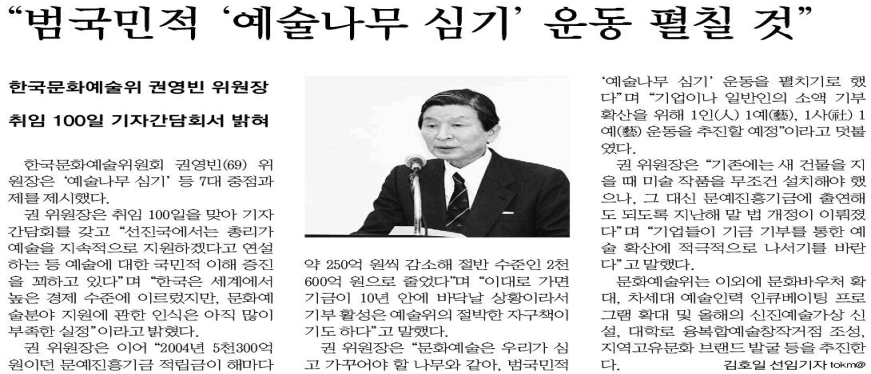 “범국민적 ‘예술나무 심기’ 운동 펼칠 것”
한국문화예술위 권영빈 위원장
취임 100일 기자간담회서 밝혀
한국문화예술위원회 권영빈(69) 위
원장은 ‘예술나무 심기’ 등 7대 중점과
제를 제시했다.
권 위원장은 취임 100일을 맞아 기자
간담회를 갖고 “선진국에서는 총리가
예술을 지속적으로 지원하겠다고 연설
하는 등 예술에 대한 국민적 이해 증진
을 꾀하고 있다”며 “한국은 세계에서
높은 경제 수준에 이르렀지만, 문화예
술분야 지원에 관한 인식은 아직 많이
부족한 실정”이라고 밝혔다.
권 위원장은 이어 “2004년 5천300억
원이던 문예진흥기금 적립금이 해마다
약 250억 원씩 감소해 절반 수준인 2천
600억 원으로 줄었다”며 “이대로 가면
기금이 10년 안에 바닥날 상황이라서
기부 활성은 예술위의 절박한 자구책이
기도 하다”고 말했다.
권 위원장은 “문화예술은 우리가 심
고 가꾸어야 할 나무와 같아, 범국민적
‘예술나무 심기’ 운동을 펼치기로 했
다”며 “기업이나 일반인의 소액 기부
확산을 위해 1인(人) 1예(藝), 1사(社) 1
예(藝) 운동을 추진할 예정”이라고 덧붙
였다.
권 위원장은 “기존에는 새 건물을 지
을 때 미술 작품을 무조건 설치해야 했
으나, 그 대신 문예진흥기금에 출연해
도 되도록 지난해 말 법 개정이 이뤄졌
다”며 “기업들이 기금 기부를 통한 예
술 확산에 적극적으로 나서기를 바란
다”고 말했다.
문화예술위는 이외에 문화바우처 확
대, 차세대 예술인력 인큐베이팅 프로
그램 확대 및 올해의 신진예술가상 신
설, 대학로 융복합예술창작거점 조성,
지역고유문화 브랜드 발굴 등을 추진한
다. 김호일 선임기자 tokm@